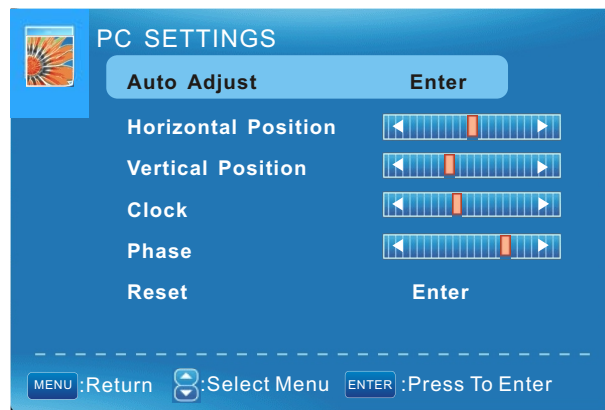 PC SETTINGS
Auto Adjust Enter
Horizontal Position
Vertical Position
Clock
Phase
Reset Enter
MENU :Return :Select Menu ENTER :Press To Enter